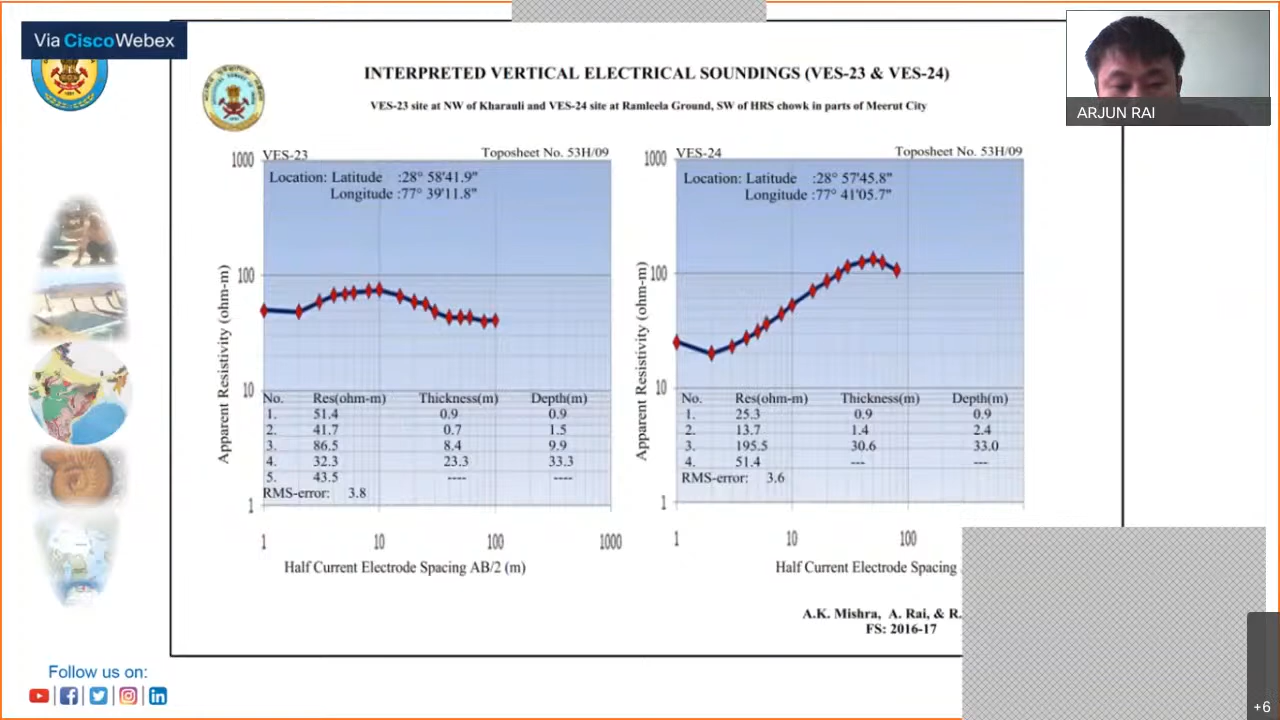 Via Cisco Webex
INTERPRETED VERTICAL ELECTRICAL SOUNDINGS (VES-23 & VES-24)
VES-23 site at NW of Kharauli and VES-24 site at Ramleela Ground, SW of HRS chowk in parts of Meerut City
ARJUN RAI
VES-23 Toposheet No. 53H/09
Location: Latitude :28° 58'41.9"
Longitude :77° 39'11.8"
1000
100
10
1
Apparent Resistivity (ohm-m)
No. Res(ohm-m) Thickness(m) Depth(m)
1. 51.4 0.9 0.9
2. 41.7 0.7 1.5
3. 86.5 8.4 9.9
4. 32.3 23.3 33.3
5. 43.5 ---- ----
RMS-error: 3.8
1 10 100 1000
Half Current Electrode Spacing AB/2 (m)
VES-24 Toposheet No. 53H/09
Location: Latitude :28° 57'45.8"
Longitude :77° 41'05.7"
1000
100
10
1
Apparent Resistivity (ohm-m)
No. Res(ohm-m) Thickness(m) Depth(m)
1. 25.3 0.9 0.9
2. 13.7 1.4 2.4
3. 195.5 30.6 33.0
4. 51.4 --- ---
RMS-error: 3.6
1 10 100
Half Current Electrode Spacing
A.K. Mishra, A. Rai, & R.
FS: 2016-17
Follow us on:
+6